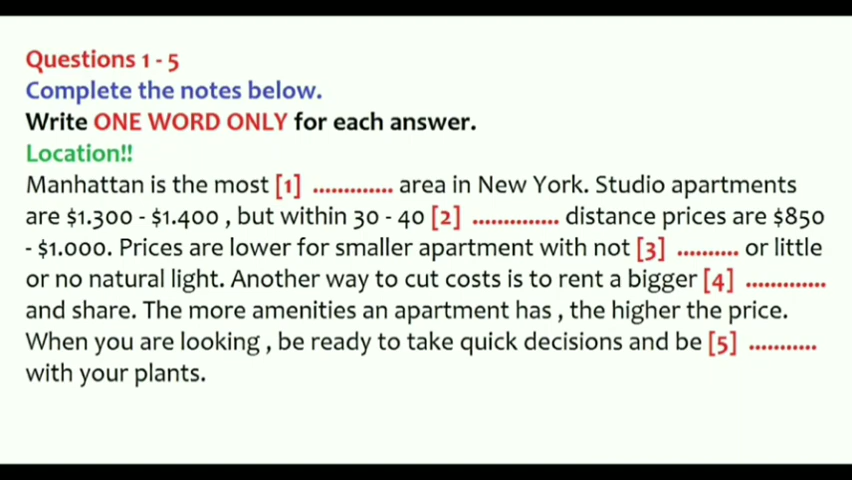 Questions 1 - 5
Complete the notes below.
Write ONE WORD ONLY for each answer.
Location!!
Manhattan is the most [1] ............. area in New York. Studio apartments
are $1.300 - $1.400 , but within 30 - 40 [2] .............. distance prices are $850
- $1.000. Prices are lower for smaller apartment with not [3] .......... or little
or no natural light. Another way to cut costs is to rent a bigger [4] .............
and share. The more amenities an apartment has , the higher the price.
When you are looking , be ready to take quick decisions and be [5] ...........
with your plants.